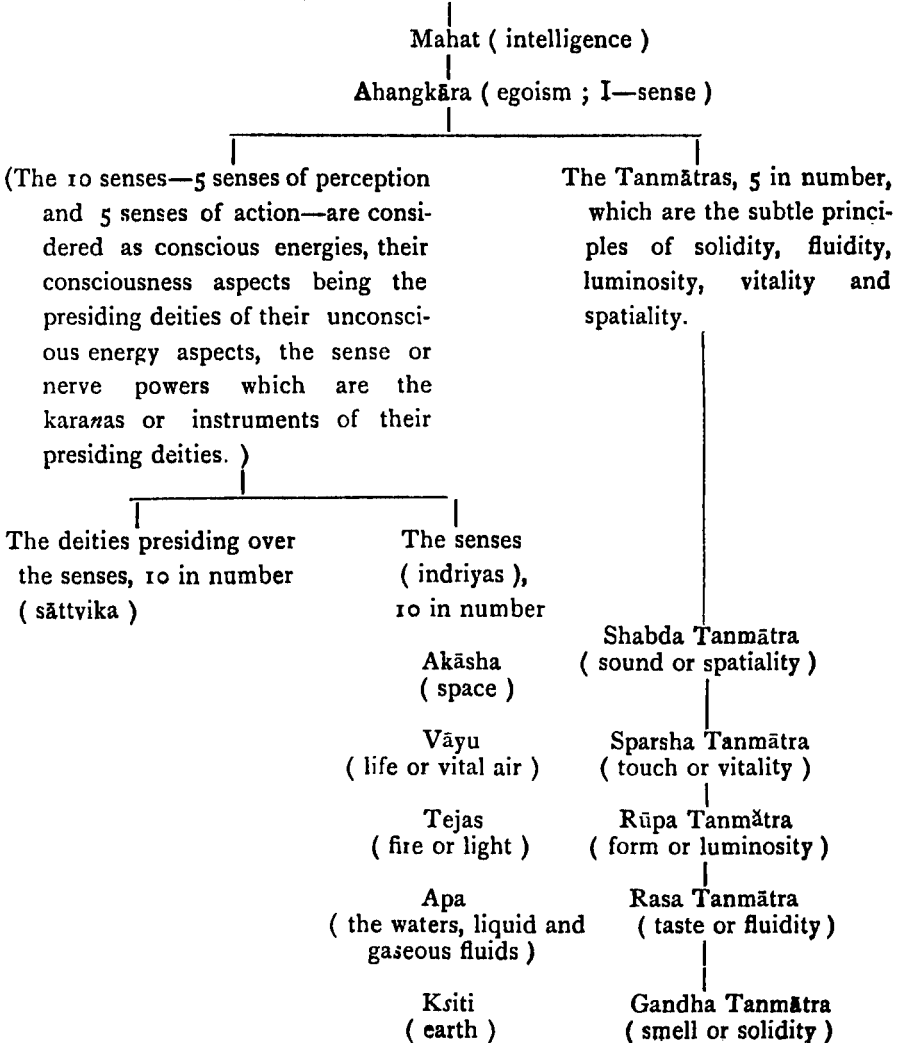 Mahat ( intelligence )
Ahangkāra ( egoism ; I—sense )
(The 10 senses—5 senses of perception
and 5 senses of action—are consi-
dered as conscious energies, their
consciousness aspects being the
presiding deities of their unconsci-
ous energy aspects, the sense or
nerve powers which are the
karanas or instruments of their
presiding deities. )
The Tanmātras, 5 in number,
which are the subtle princi-
ples of solidity, fluidity,
luminosity, vitality and
spatiality.
The deities presiding over
the senses, 10 in number
( sāttvika )
The senses
( indriyas ),
10 in number
Shabda Tanmātra
( sound or spatiality )
Akāsha
( space )
Vāyu
( life or vital air )
Sparsha Tanmātra
( touch or vitality )
Tejas
( fire or light )
Rūpa Tanmătra
( form or luminosity )
Apa
( the waters, liquid and
gaseous fluids )
Rasa Tanmātra
( taste or fluidity )
Ksiti
( earth )
Gandha Tanmātra
( smell or solidity )